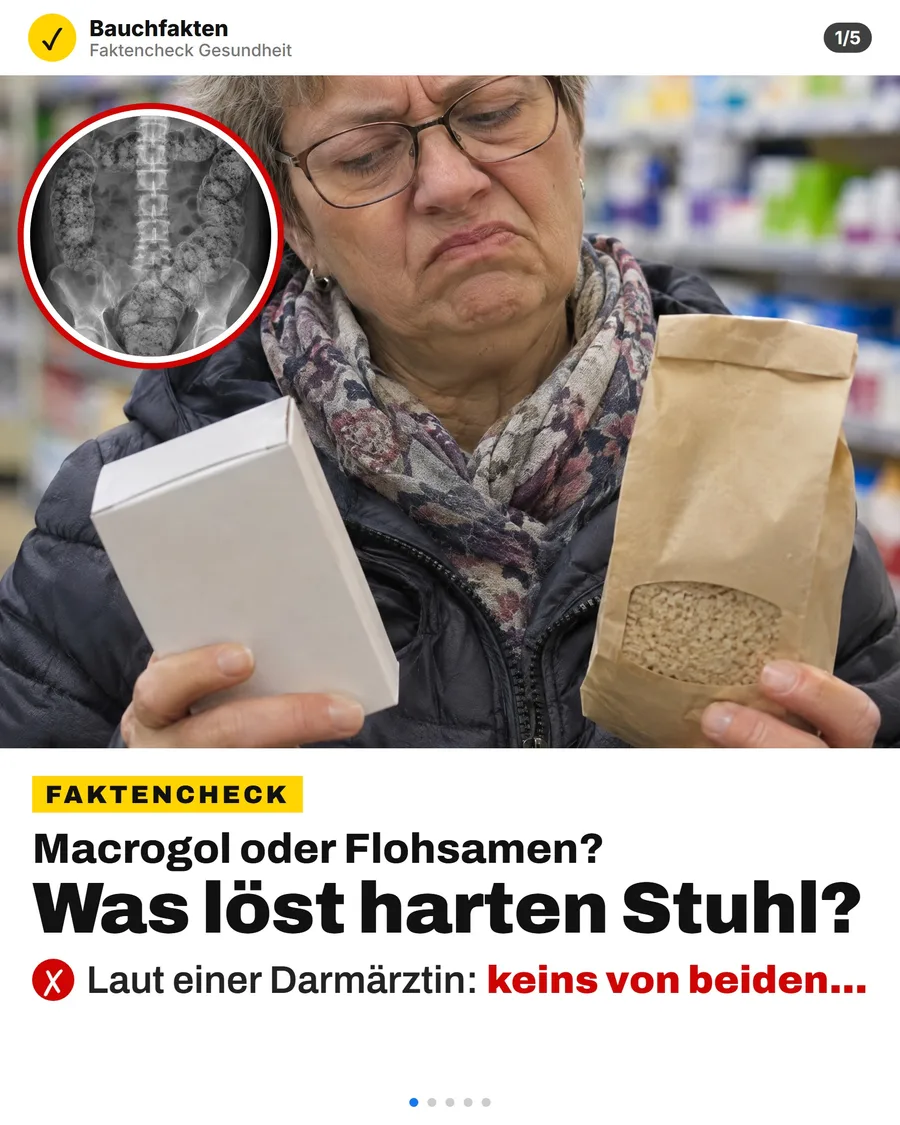 Bauchfakten
Faktencheck Gesundheit
1/5
FAKTENCHECK
Macrogol oder Flohsamen?
Was löst harten Stuhl?
Laut einer Darmärztin: keins von beiden...